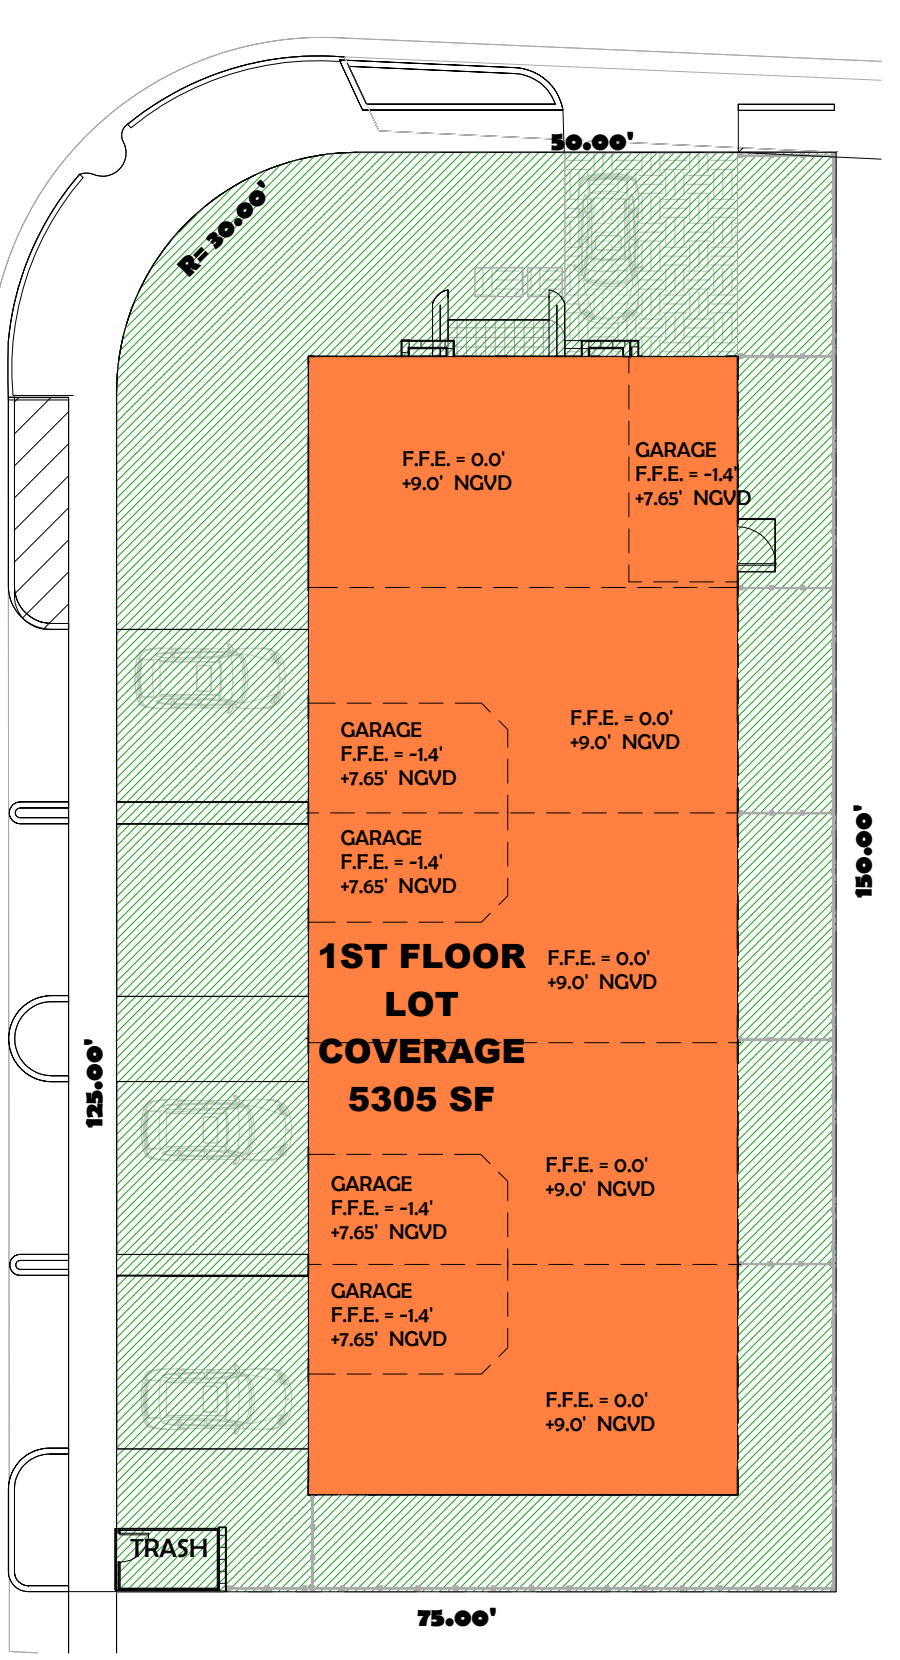 50.00'
R= 30.00'
F.F.E. = 0.0'
+9.0' NGVD
GARAGE
F.F.E. = -1.4'
+7.65' NGVD
F.F.E. = 0.0'
+9.0' NGVD
GARAGE
F.F.E. = -1.4'
+7.65' NGVD
GARAGE
F.F.E. = -1.4'
+7.65' NGVD
150.00'
1ST FLOOR
LOT
COVERAGE
5305 SF
F.F.E. = 0.0'
+9.0' NGVD
125.00'
F.F.E. = 0.0'
+9.0' NGVD
GARAGE
F.F.E. = -1.4'
+7.65' NGVD
GARAGE
F.F.E. = -1.4'
+7.65' NGVD
F.F.E. = 0.0'
+9.0' NGVD
TRASH
75.00'